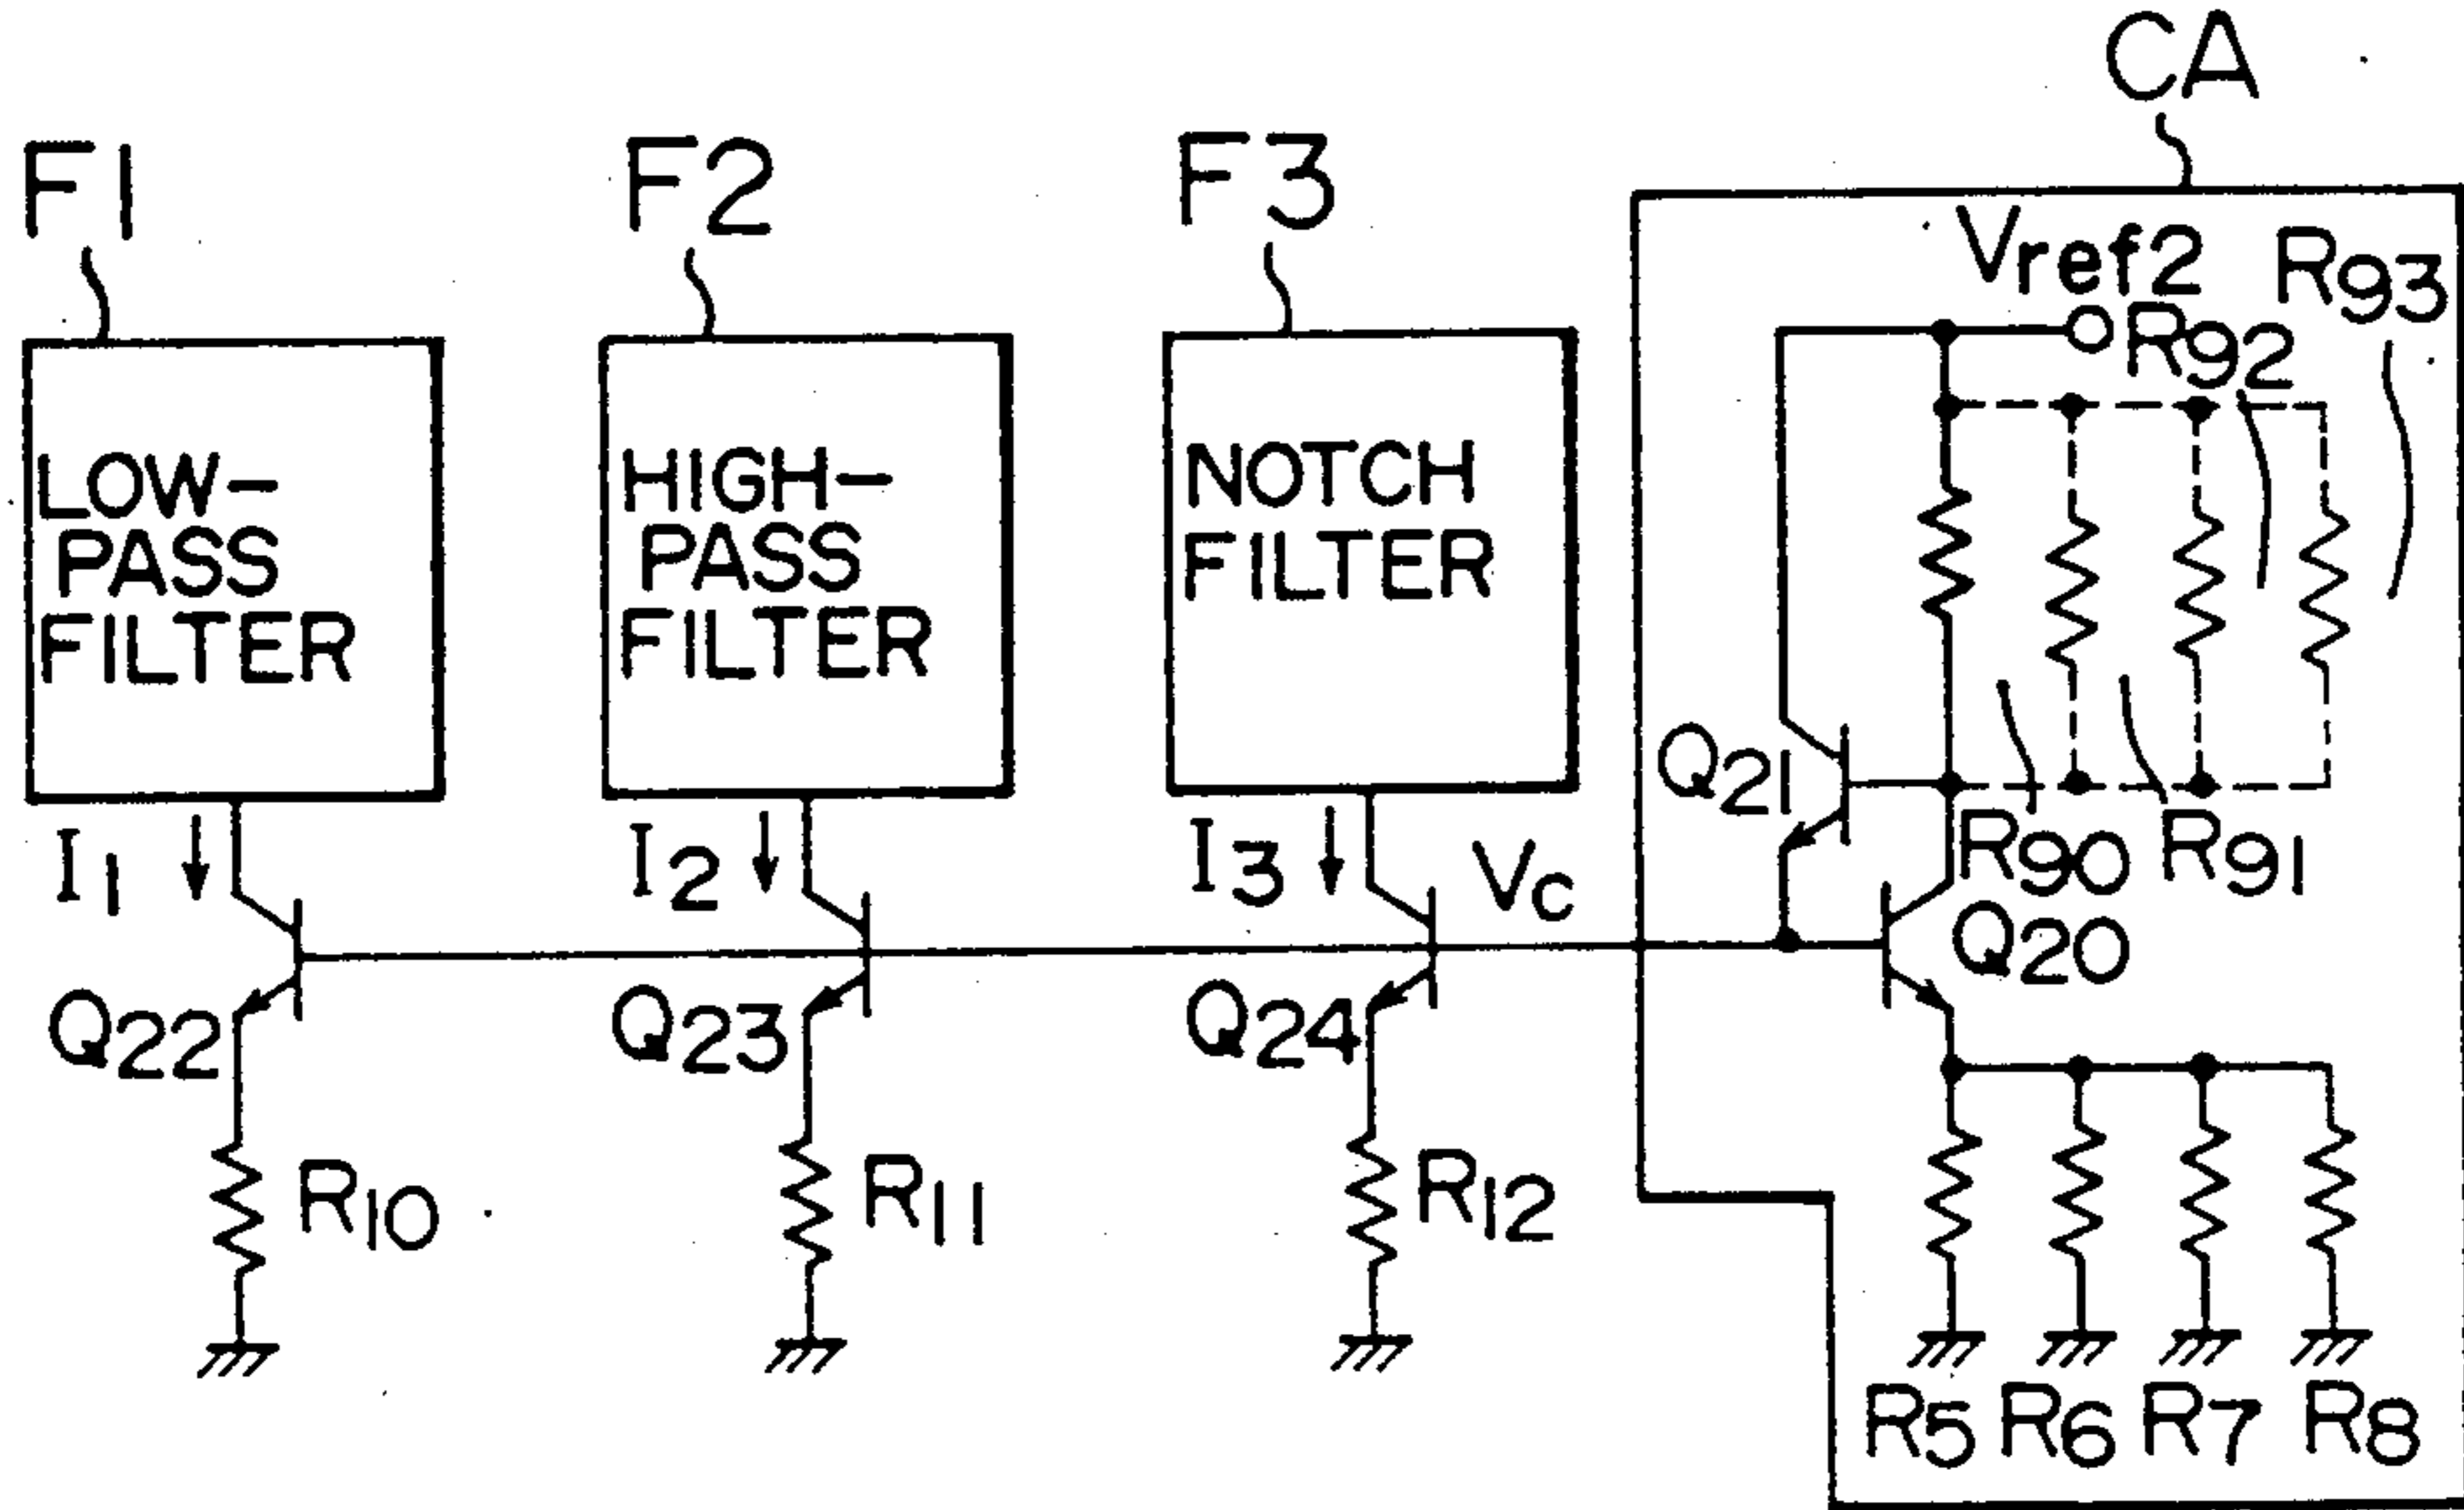 CA
F1
F2
F3
Vref2
R93
R92
LOW-
PASS
FILTER
HIGH-
PASS
FILTER
NOTCH
FILTER
Q21
I1
I2
I3
Vc
R90
R91
Q20
Q22
Q23
Q24
R10
R11
R12
R5
R6
R7
R8